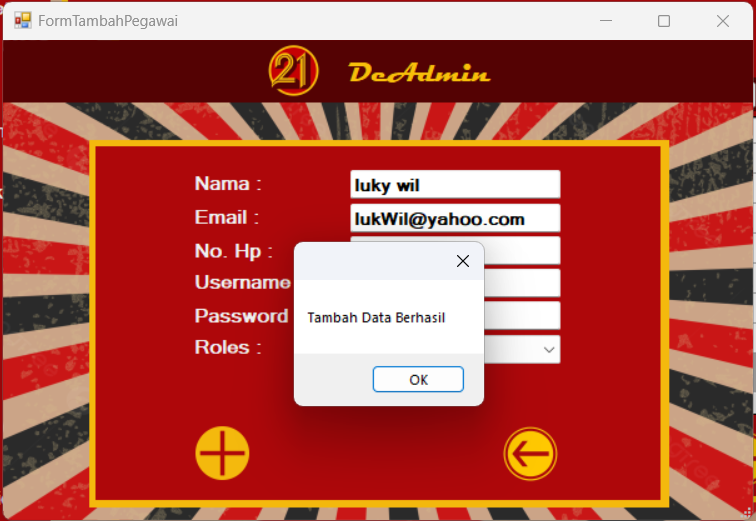 FormTambahPegawai
21 DeAdmin
Nama : luky wil
Email : lukWil@yahoo.com
No. Hp :
Username
Password
Roles :
Tambah Data Berhasil
OK